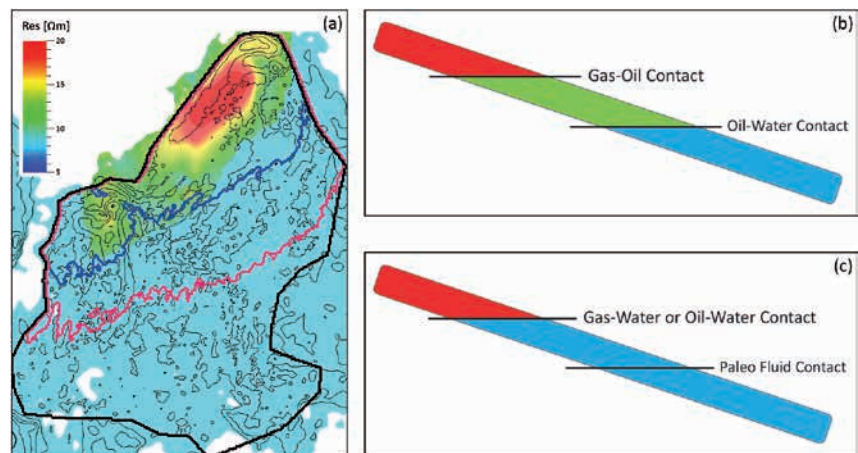 Res [Ωm]
20
15
10
5
(a)
(b)
Gas-Oil Contact
Oil-Water Contact
(c)
Gas-Water or Oil-Water Contact
Paleo Fluid Contact